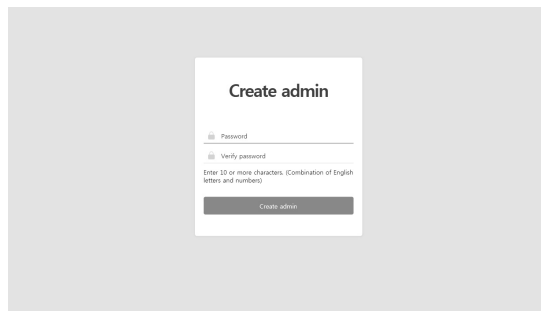 Create admin
Password
Verify password
Enter 10 or more characters. (Combination of English
letters and numbers)
Create admin